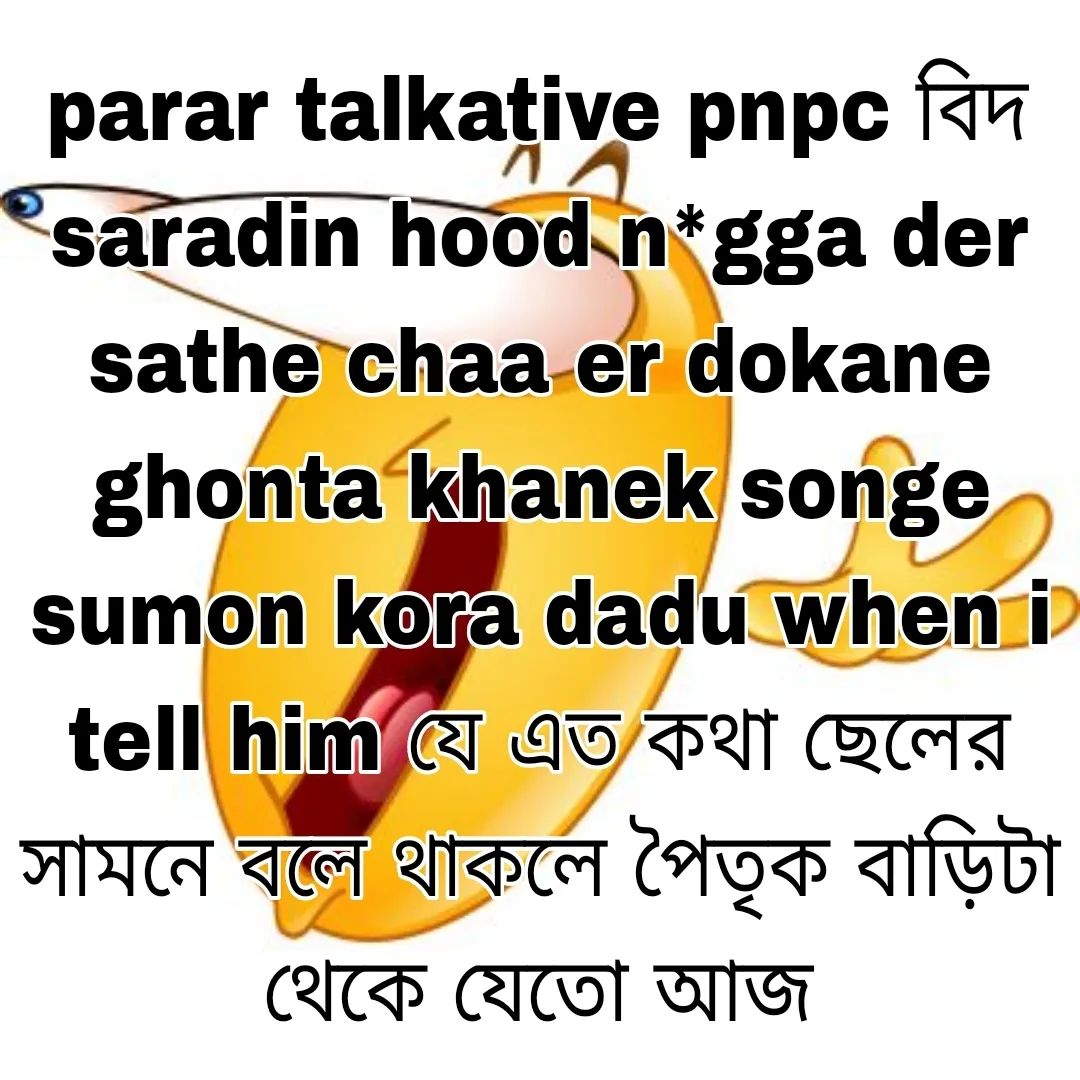 parar talkative pnpc বিদ
saradin hood n*gga der
sathe chaa er dokane
ghonta khanek songe
sumon kora dadu when i
tell him যে এত কথা ছেলের
সামনে বলে থাকলে পৈতৃক বাড়িটা
থেকে যেতো আজ